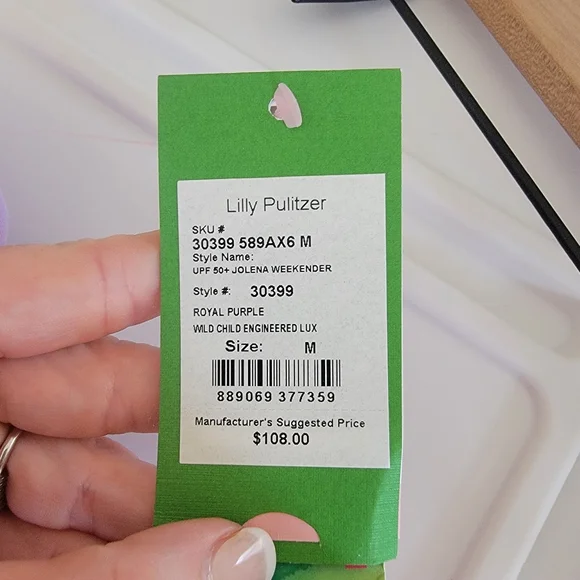 Lilly Pulitzer
SKU #
30399 589AX6 M
Style Name:
UPF 50+ JOLENA WEEKENDER
Style #: 30399
ROYAL PURPLE
WILD CHILD ENGINEERED LUX
Size: M
889069 377359
Manufacturer's Suggested Price
$108.00